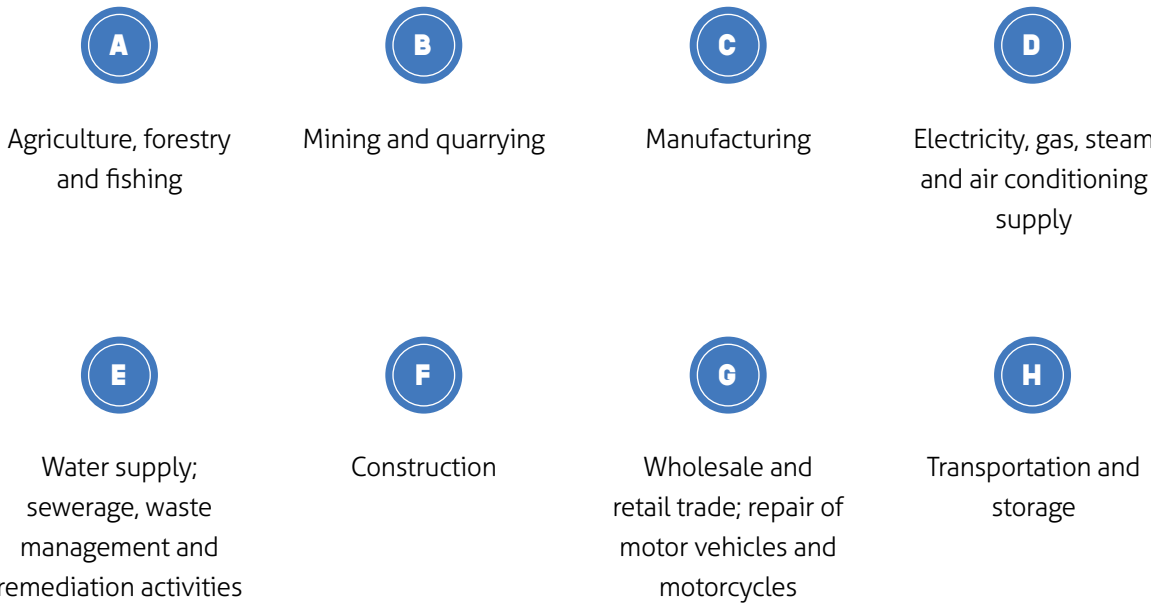 A
Agriculture, forestry
and fishing
B
Mining and quarrying
C
Manufacturing
D
Electricity, gas, steam
and air conditioning
supply
E
Water supply;
sewerage, waste
management and
remediation activities
F
Construction
G
Wholesale and
retail trade; repair of
motor vehicles and
motorcycles
H
Transportation and
storage